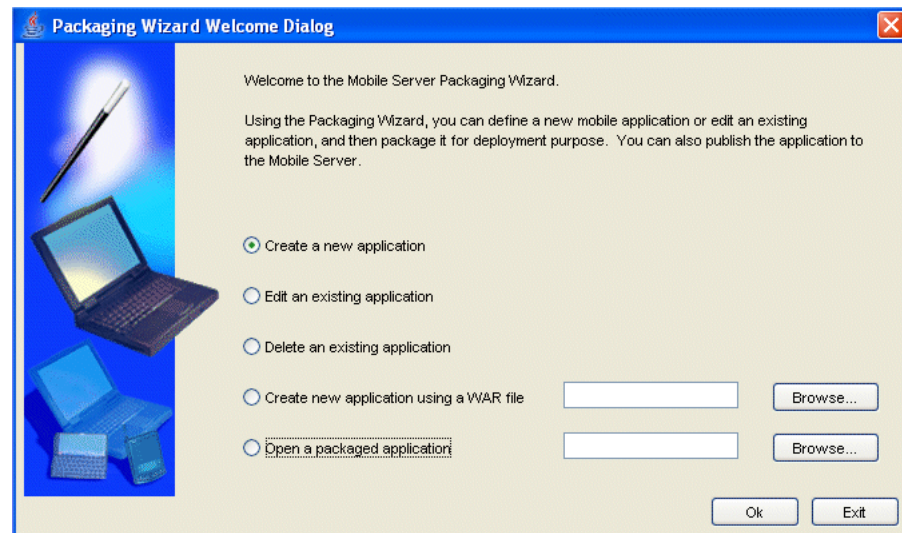 Packaging Wizard Welcome Dialog
Welcome to the Mobile Server Packaging Wizard.
Using the Packaging Wizard, you can define a new mobile application or edit an existing
application, and then package it for deployment purpose. You can also publish the application to
the Mobile Server.
Create a new application
Edit an existing application
Delete an existing application
Create new application using a WAR file
Browse...
Open a packaged application
Browse...
Ok
Exit